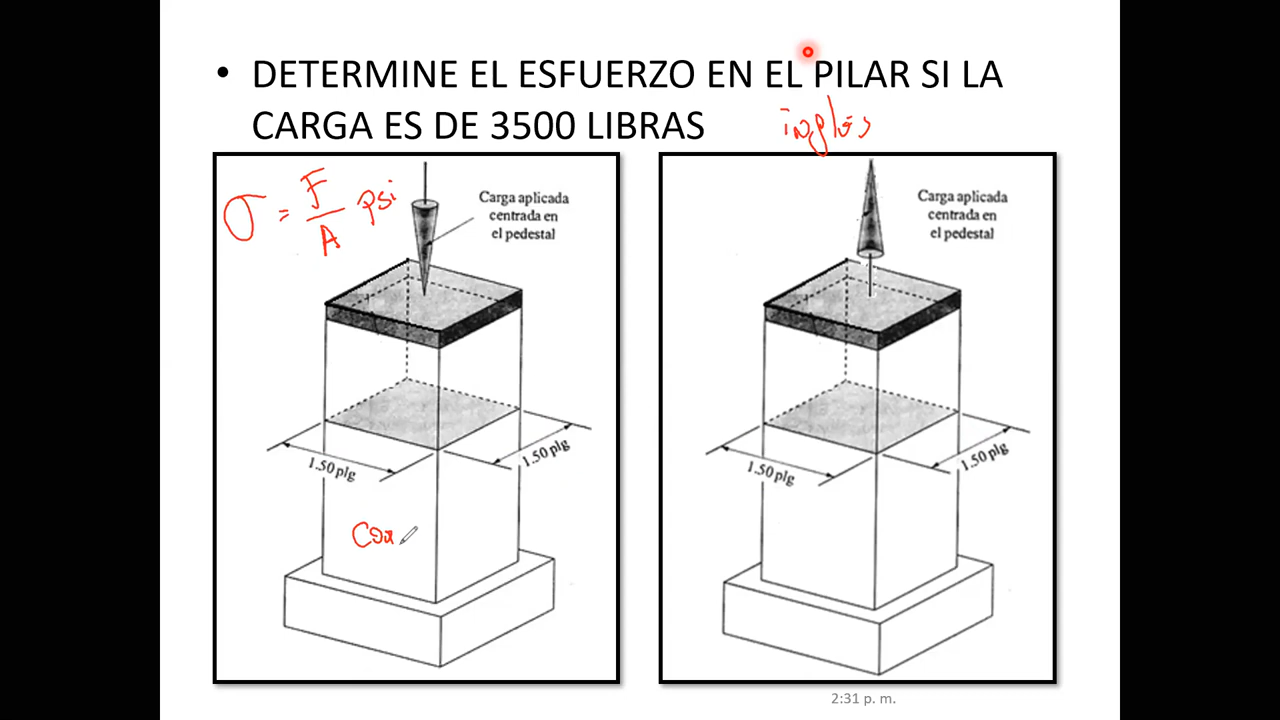 • DETERMINE EL ESFUERZO EN EL PILAR SI LA
CARGA ES DE 3500 LIBRAS
inglés
σ = F/A psi
Carga aplicada
centrada en
el pedestal
1.50 plg
1.50 plg
Com
Carga aplicada
centrada en
el pedestal
1.50 plg
1.50 plg
2:31 p. m.